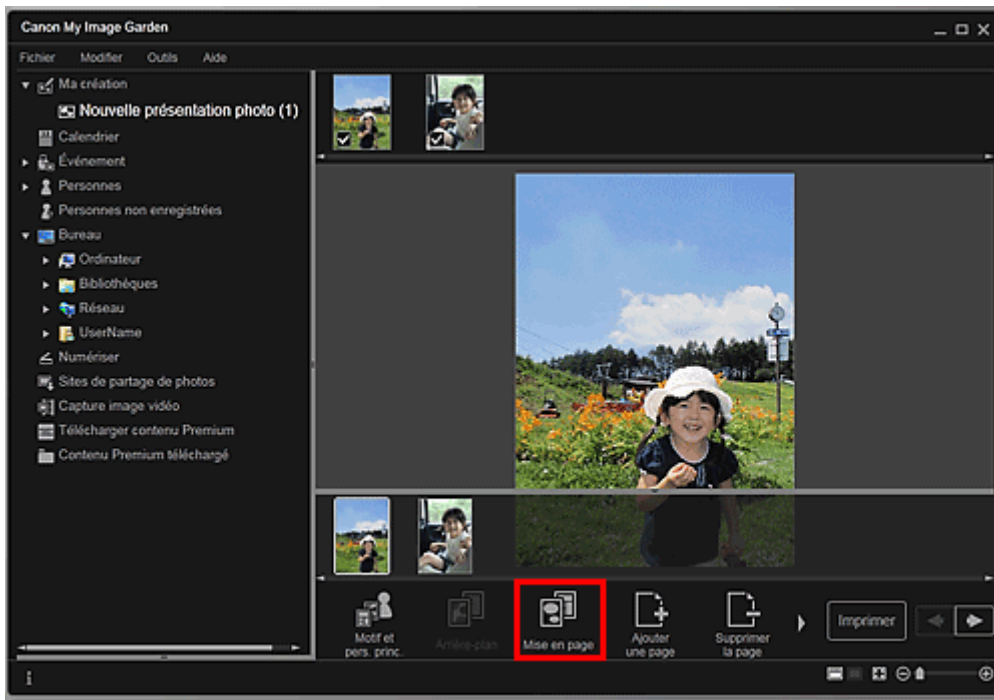 Canon My Image Garden
Fichier Modifier Outils Aide
Ma création
Nouvelle présentation photo (1)
Calendrier
Événement
Personnes
Personnes non enregistrées
Bureau
Ordinateur
Bibliothèques
Réseau
UserName
Numériser
Sites de partage de photos
Capture image vidéo
Télécharger contenu Premium
Contenu Premium téléchargé
Motif et
pers. princ.
Arrière-plan
Mise en page
Ajouter
une page
Supprimer
la page
Imprimer